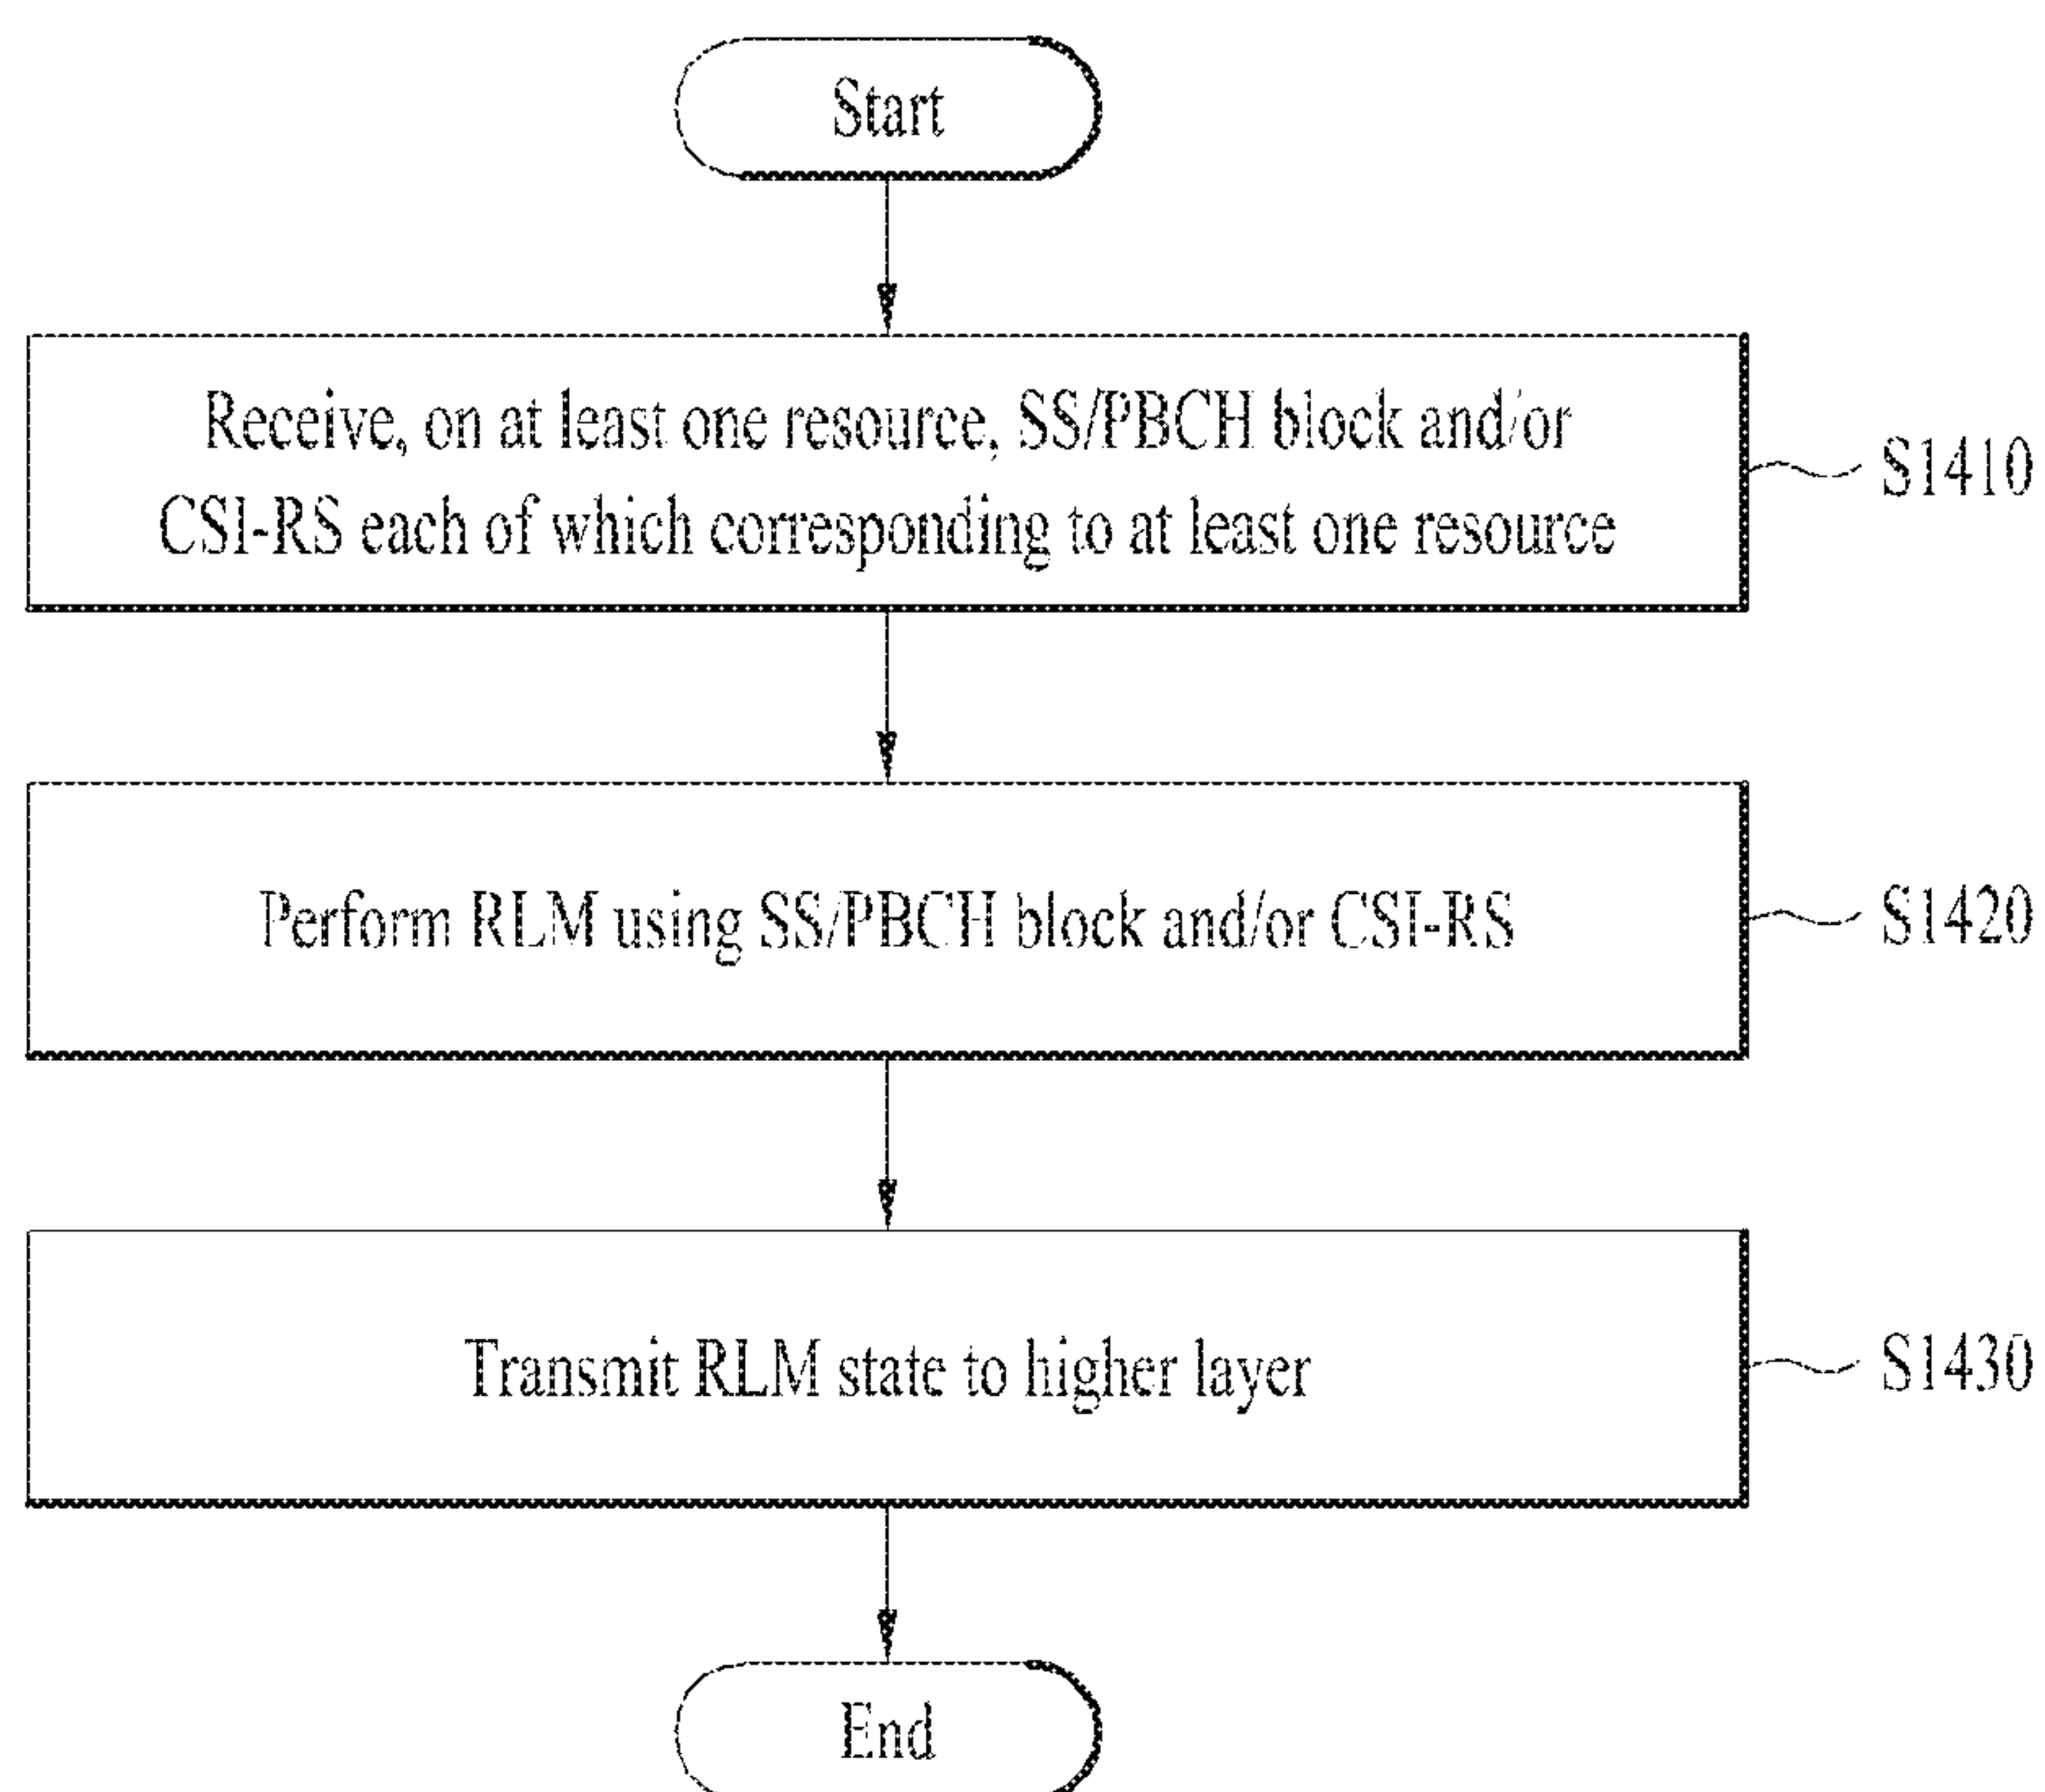 Start
Receive, on at least one resource, SS/PBCH block and/or
CSI-RS each of which corresponding to at least one resource
S1410
Perform RLM using SS/PBCH block and/or CSI-RS
S1420
Transmit RLM state to higher layer
S1430
End